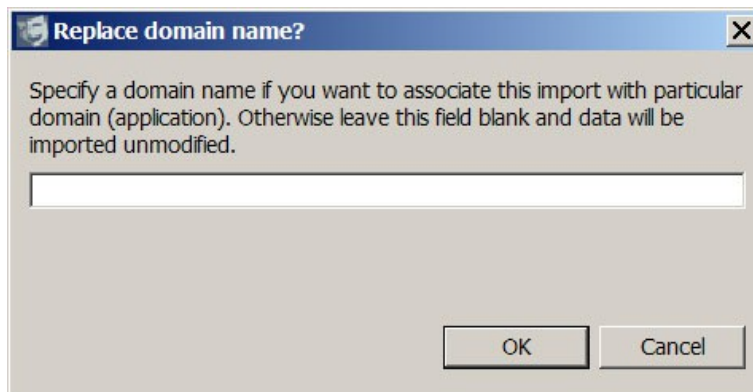 Replace domain name?
Specify a domain name if you want to associate this import with particular
domain (application). Otherwise leave this field blank and data will be
imported unmodified.
OK
Cancel